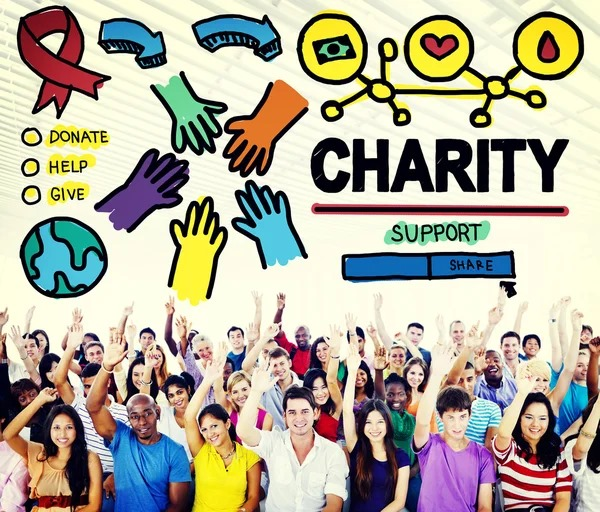 DONATE
HELP
GIVE
CHARITY
SUPPORT
SHARE